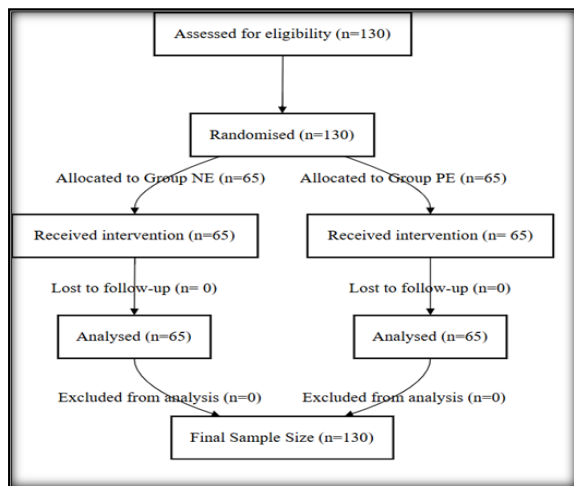 Assessed for eligibility (n=130)
Randomised (n=130)
Allocated to Group NE (n=65)
Allocated to Group PE (n=65)
Received intervention (n=65)
Received intervention (n= 65)
Lost to follow-up (n= 0)
Lost to follow-up (n=0)
Analysed (n=65)
Analysed (n=65)
Excluded from analysis (n=0)
Excluded from analysis (n=0)
Final Sample Size (n=130)